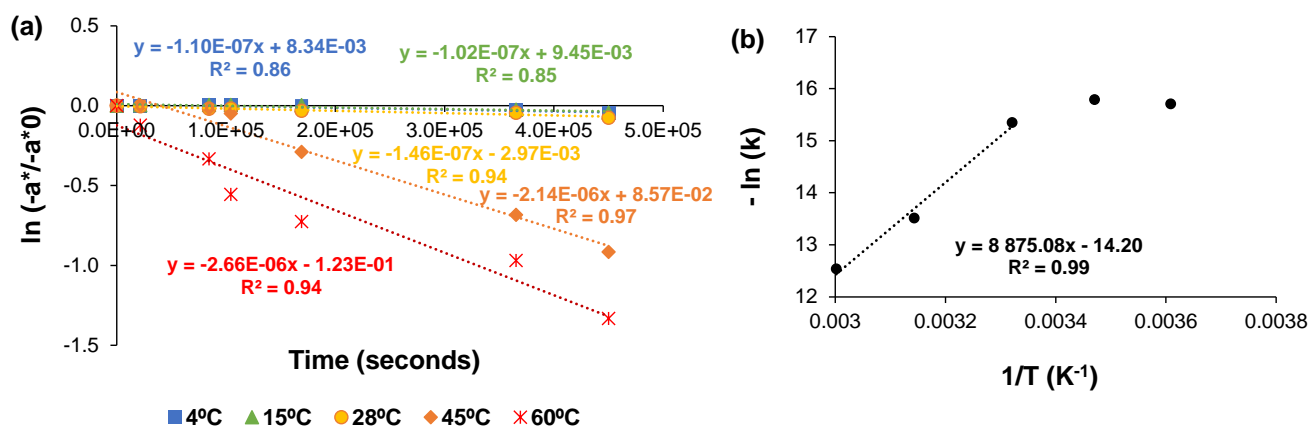 (a)
0.5
0.0
-0.5
-1.0
-1.5
ln (-a*/-a*0)
0.0E+00 1.0E+05 2.0E+05 3.0E+05 4.0E+05 5.0E+05
Time (seconds)
y = -1.10E-07x + 8.34E-03
R² = 0.86
y = -1.02E-07x + 9.45E-03
R² = 0.85
y = -1.46E-07x - 2.97E-03
R² = 0.94
y = -2.14E-06x + 8.57E-02
R² = 0.97
y = -2.66E-06x - 1.23E-01
R² = 0.94
4ºC 15ºC 28ºC 45ºC 60ºC
(b)
17
16
15
14
13
12
- ln (k)
y = 8 875.08x - 14.20
R² = 0.99
0.003 0.0032 0.0034 0.0036 0.0038
1/T (K⁻¹)